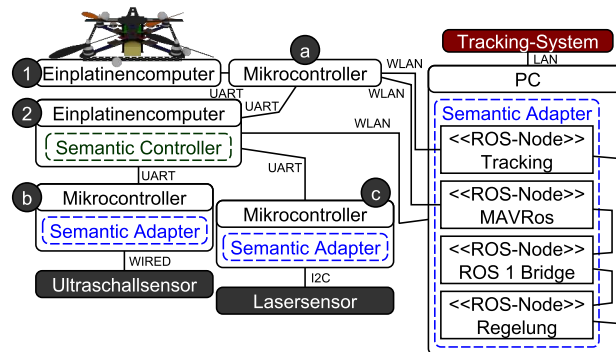 Tracking-System
LAN
PC
a
1
Einplatinencomputer
Mikrocontroller
WLAN
UART
WLAN
UART
2
Einplatinencomputer
Semantic Controller
WLAN
UART
UART
b
Mikrocontroller
Semantic Adapter
WIRED
Ultraschallsensor
c
Mikrocontroller
Semantic Adapter
I2C
Lasersensor
Semantic Adapter
<<ROS-Node>>
Tracking
<<ROS-Node>>
MAVRos
<<ROS-Node>>
ROS 1 Bridge
<<ROS-Node>>
Regelung